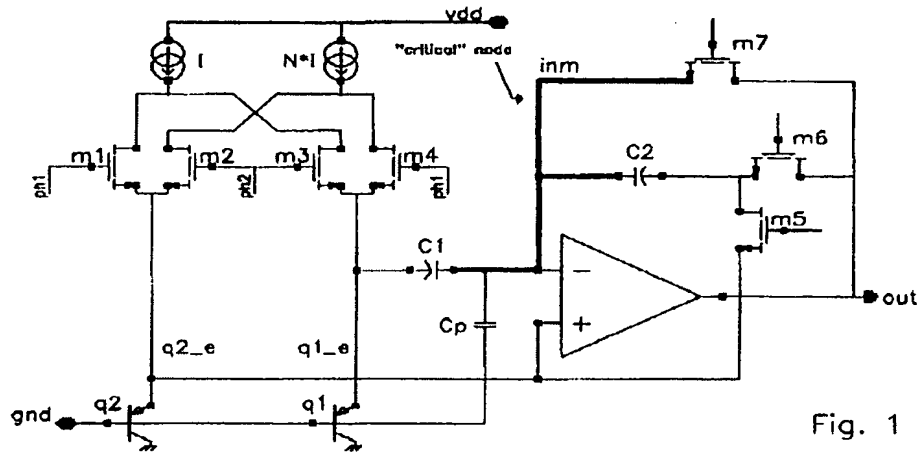 vdd
I
N*I
"critical" node
inm
m7
m1
m2
m3
m4
ph1
ph2
ph1
C2
m6
m5
C1
Cp
−
+
out
q2_e
q1_e
q2
q1
gnd
Fig. 1